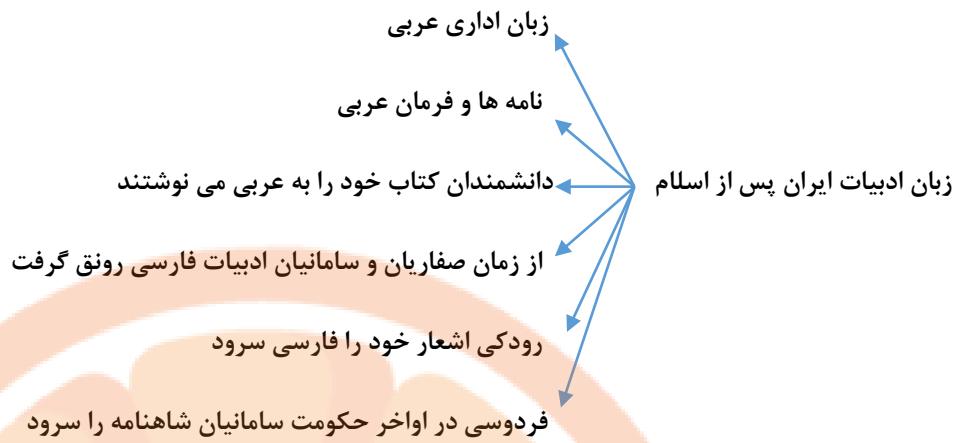 زبان ادبیات ایران پس از اسلام
زبان اداری عربی
نامه ها و فرمان عربی
دانشمندان کتاب خود را به عربی می نوشتند
از زمان صفاریان و سامانیان ادبیات فارسی رونق گرفت
رودکی اشعار خود را فارسی سرود
فردوسی در اواخر حکومت سامانیان شاهنامه را سرود